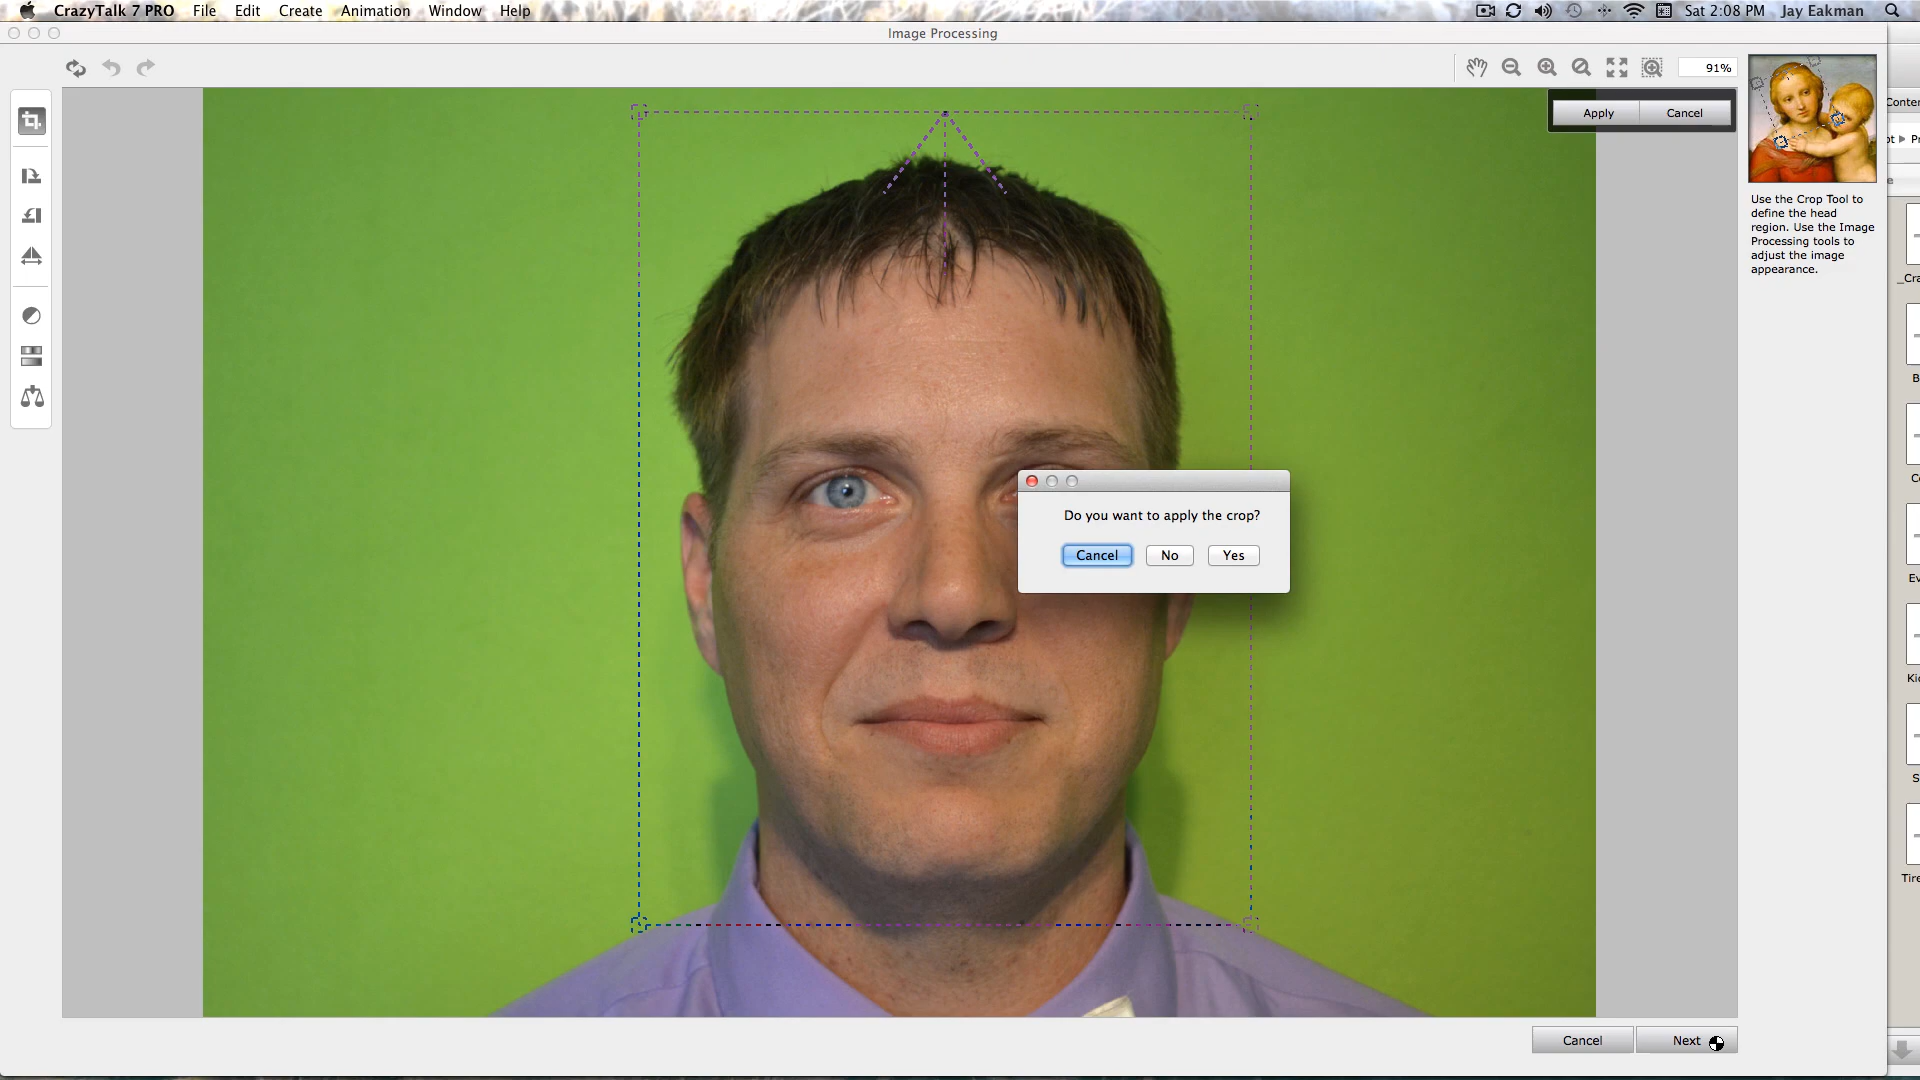 CrazyTalk 7 PRO File Edit Create Animation Window Help Sat 2:08 PM Jay Eakman
Image Processing
91%
Apply Cancel
Conter
Use the Crop Tool to
define the head
region. Use the Image
Processing tools to
adjust the image
appearance.
Do you want to apply the crop?
Cancel No Yes
Cancel Next